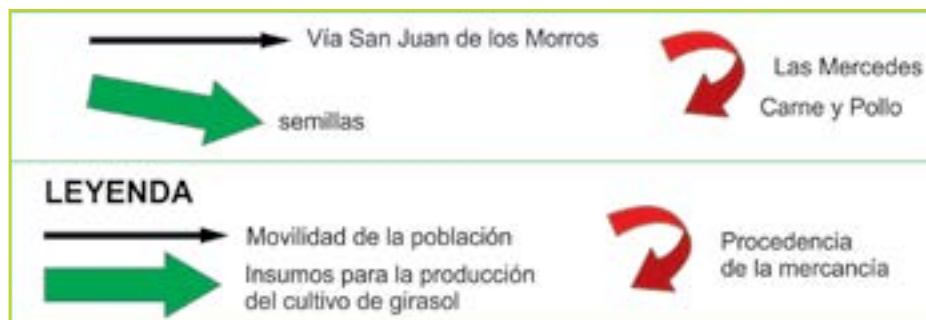 Vía San Juan de los Morros
semillas
Las Mercedes
Carne y Pollo
LEYENDA
Movilidad de la población
Insumos para la producción
del cultivo de girasol
Procedencia
de la mercancía